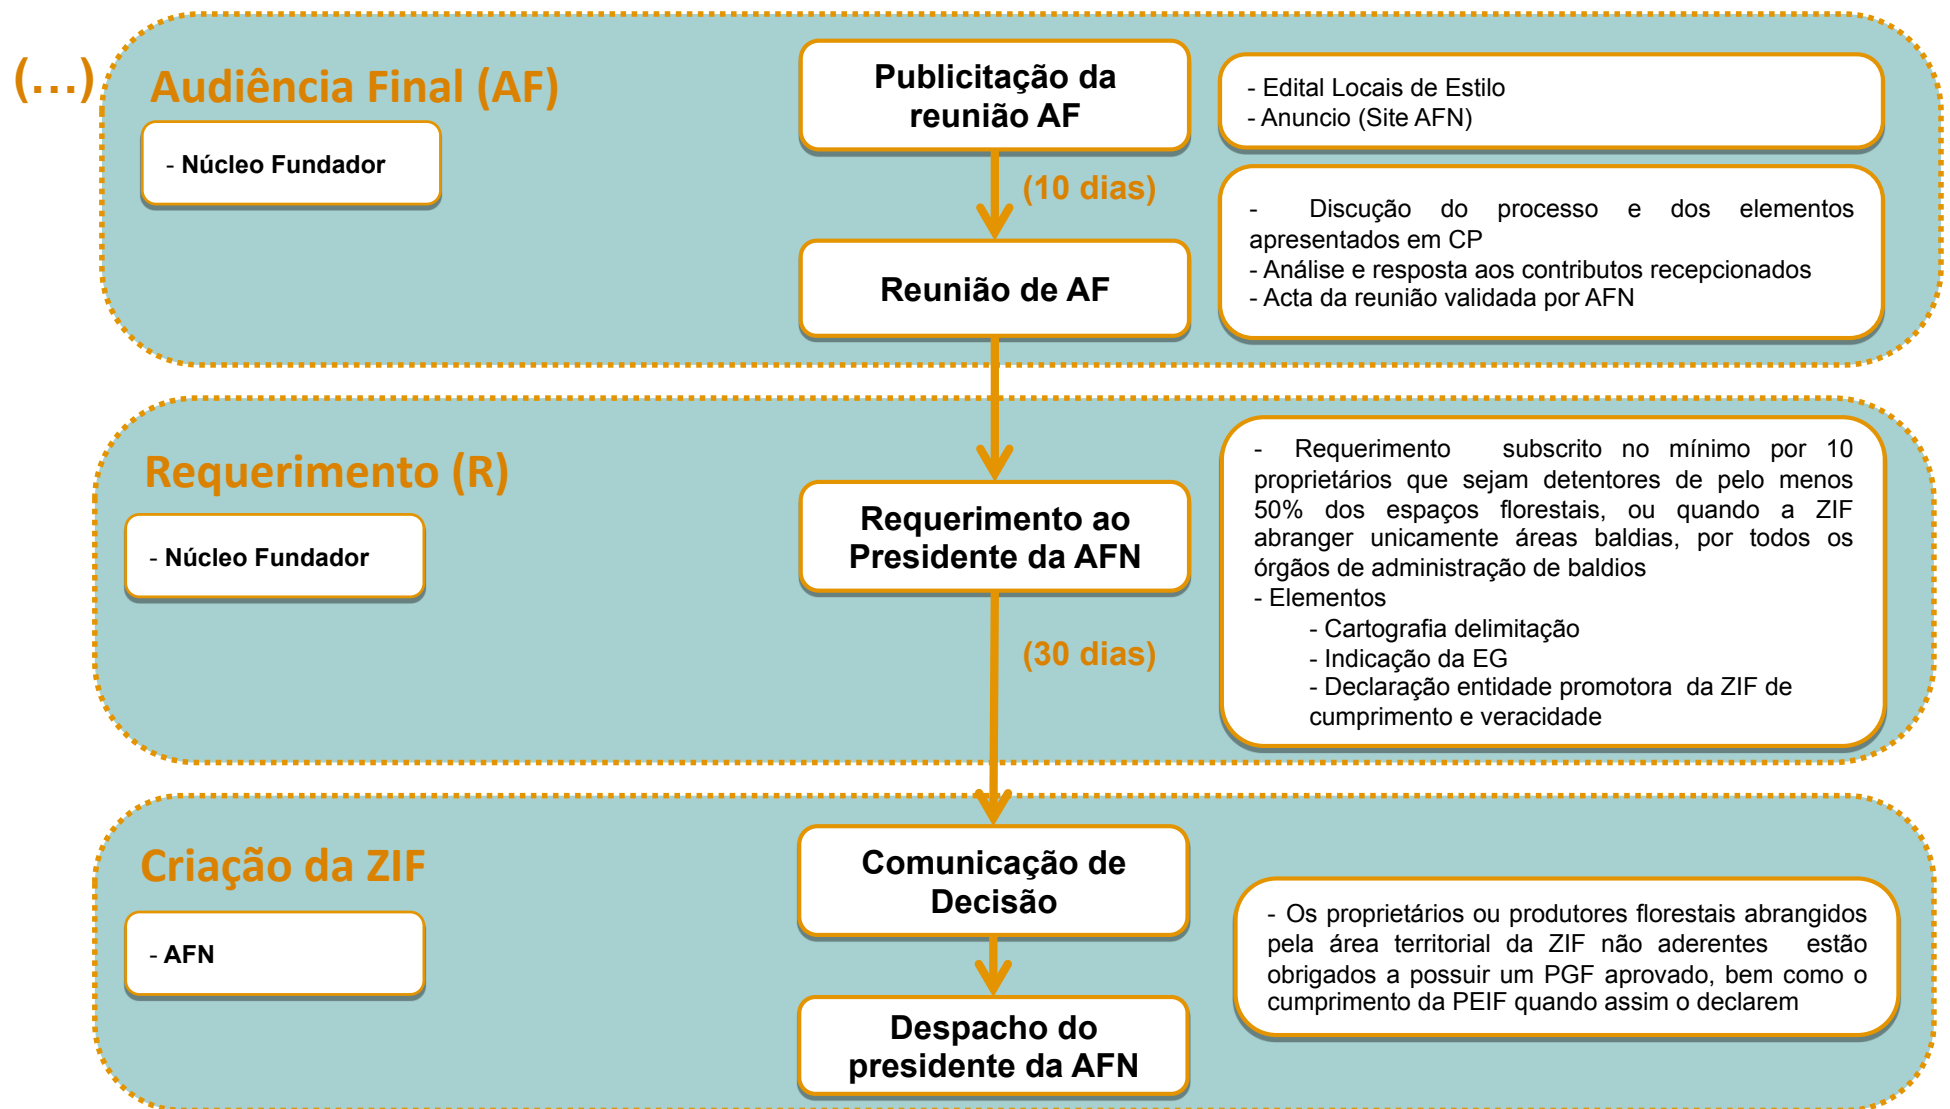 (...)
Audiência Final (AF)
- Núcleo Fundador
Publicitação da
reunião AF
- Edital Locais de Estilo
- Anuncio (Site AFN)
(10 dias)
Reunião de AF
- Discução do processo e dos elementos
apresentados em CP
- Análise e resposta aos contributos recepcionados
- Acta da reunião validada por AFN
Requerimento (R)
- Núcleo Fundador
Requerimento ao
Presidente da AFN
- Requerimento subscrito no mínimo por 10
proprietários que sejam detentores de pelo menos
50% dos espaços florestais, ou quando a ZIF
abranger unicamente áreas baldias, por todos os
órgãos de administração de baldios
- Elementos
- Cartografia delimitação
- Indicação da EG
- Declaração entidade promotora da ZIF de
cumprimento e veracidade
(30 dias)
Criação da ZIF
- AFN
Comunicação de
Decisão
Despacho do
presidente da AFN
- Os proprietários ou produtores florestais abrangidos
pela área territorial da ZIF não aderentes estão
obrigados a possuir um PGF aprovado, bem como o
cumprimento da PEIF quando assim o declarem